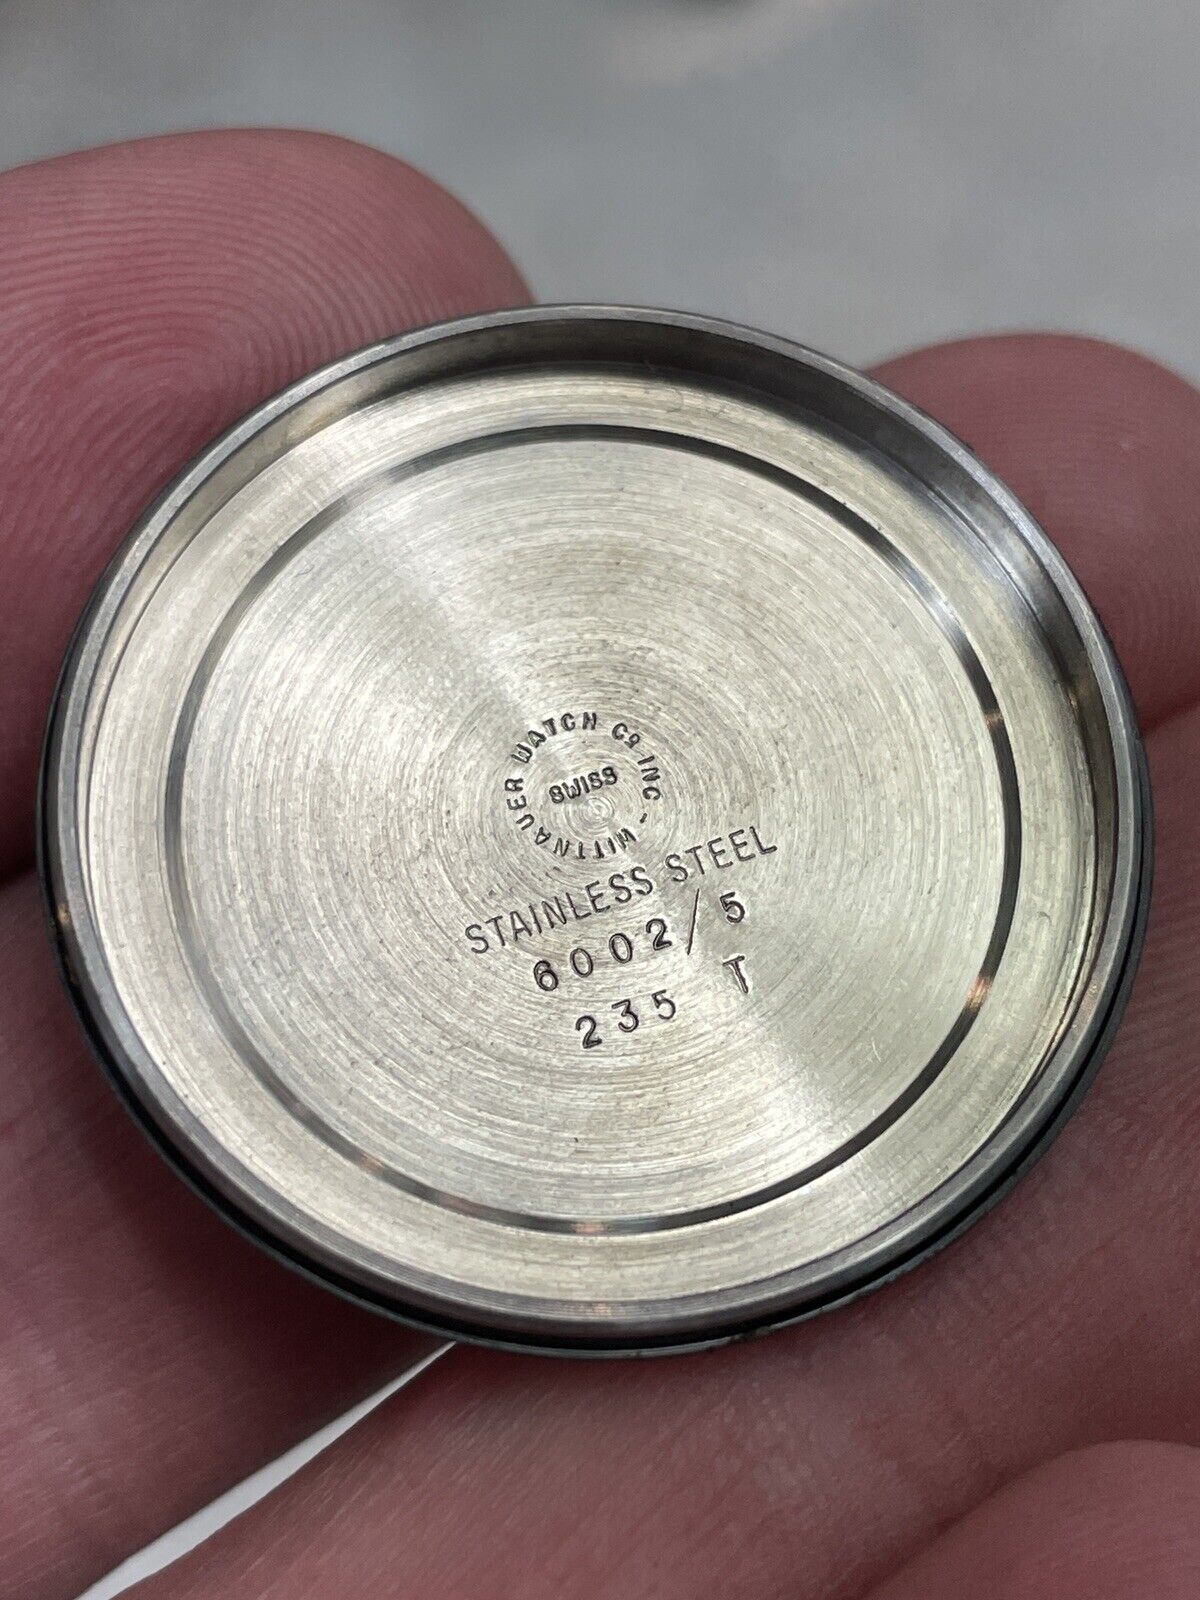 WITTNAUER WATCH Co INC -
SWISS
STAINLESS STEEL
6002/5
235 T